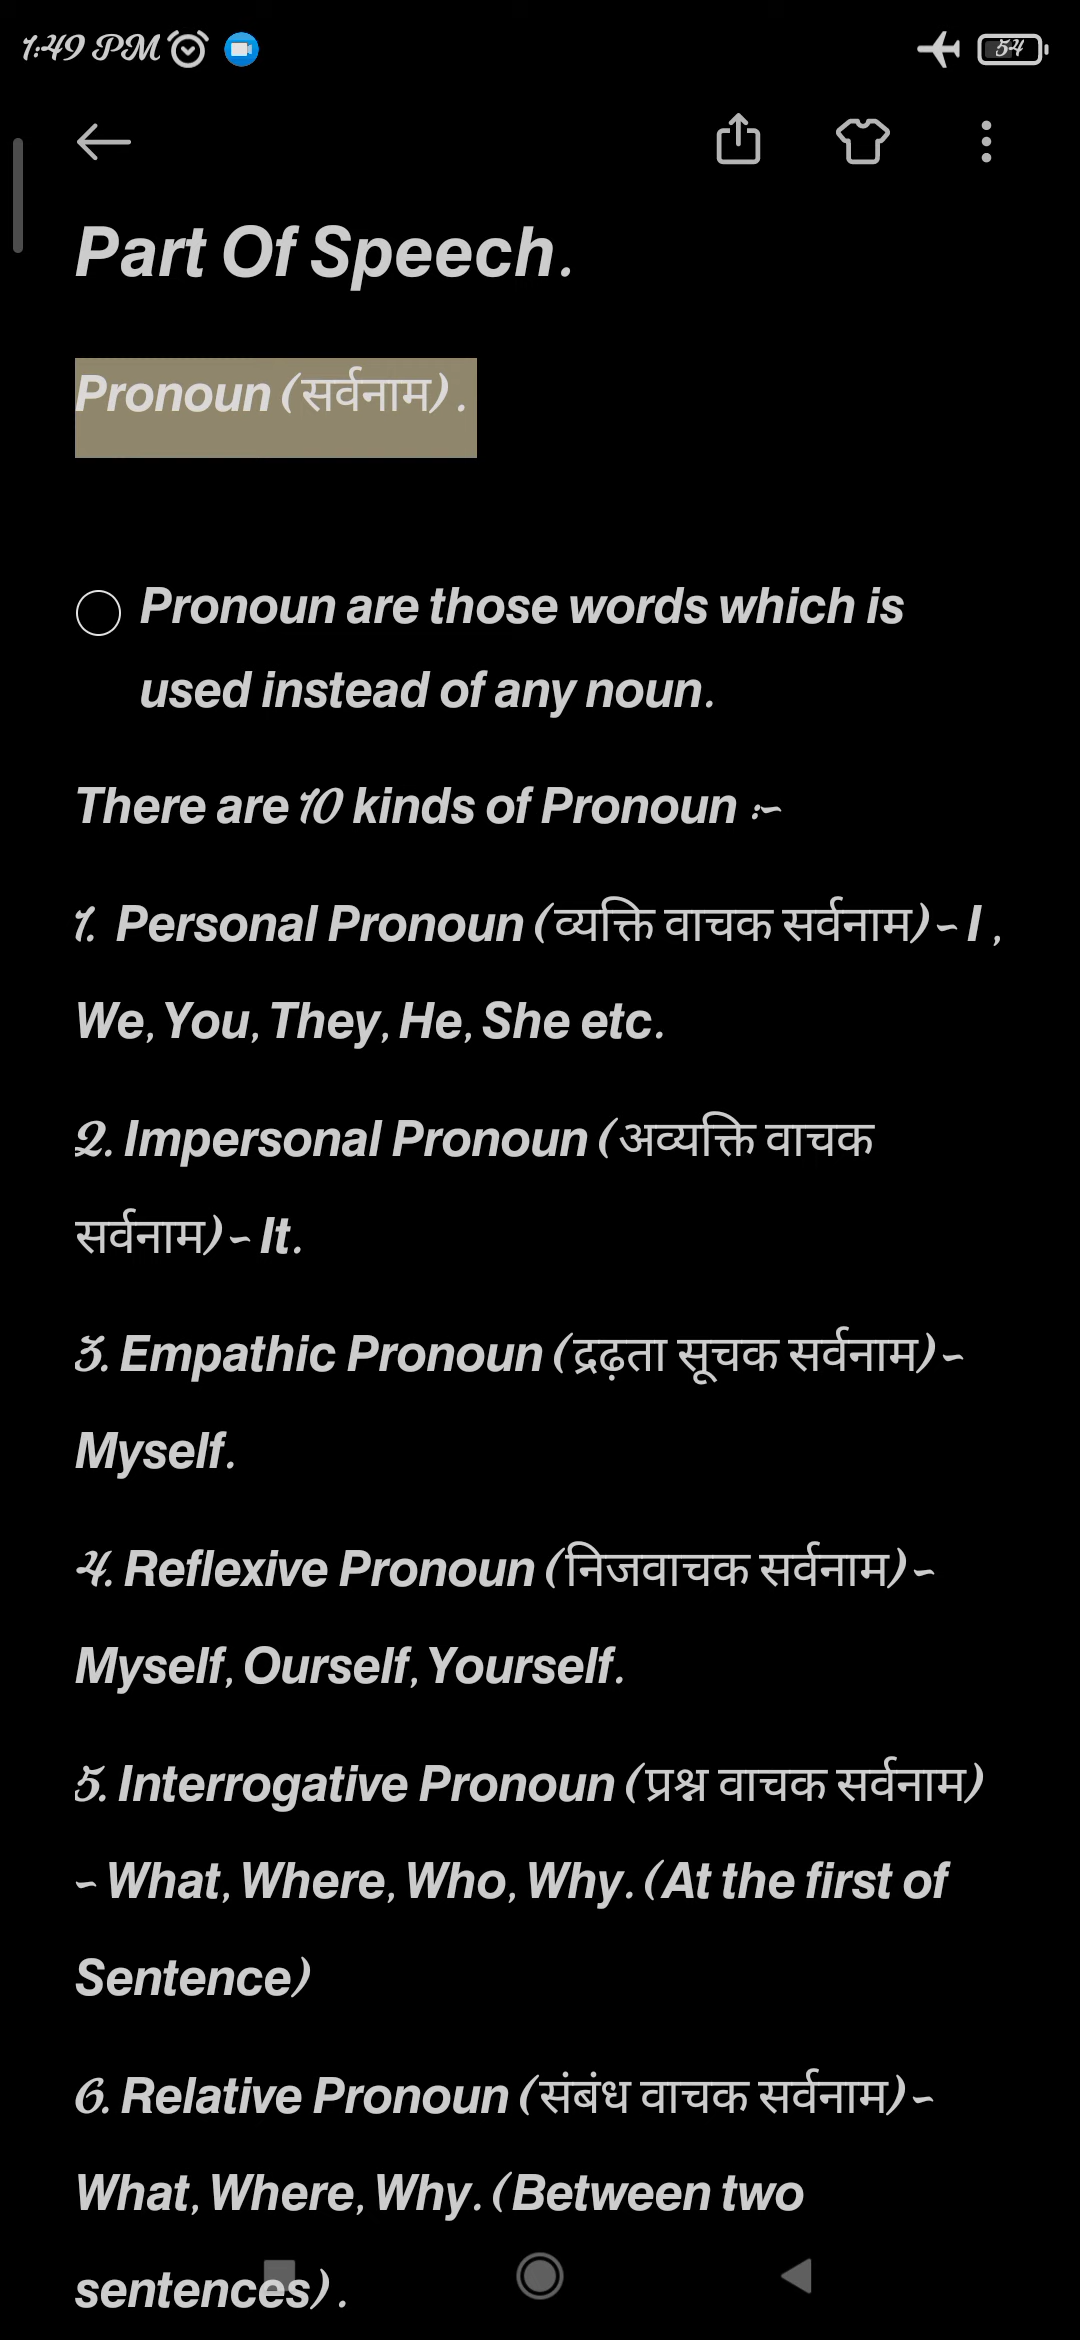 1:49 PM
54
Part Of Speech.
Pronoun (सर्वनाम) .
Pronoun are those words which is
used instead of any noun.
There are 10 kinds of Pronoun :-
1. Personal Pronoun (व्यक्ति वाचक सर्वनाम) - I ,
We, You, They, He, She etc.
2. Impersonal Pronoun (अव्यक्ति वाचक
सर्वनाम) - It.
3. Empathic Pronoun (द्रढ़ता सूचक सर्वनाम) -
Myself.
4. Reflexive Pronoun (निजवाचक सर्वनाम) -
Myself, Ourself, Yourself.
5. Interrogative Pronoun (प्रश्न वाचक सर्वनाम)
- What, Where, Who, Why. (At the first of
Sentence)
6. Relative Pronoun (संबंध वाचक सर्वनाम) -
What, Where, Why. (Between two
sentences) .